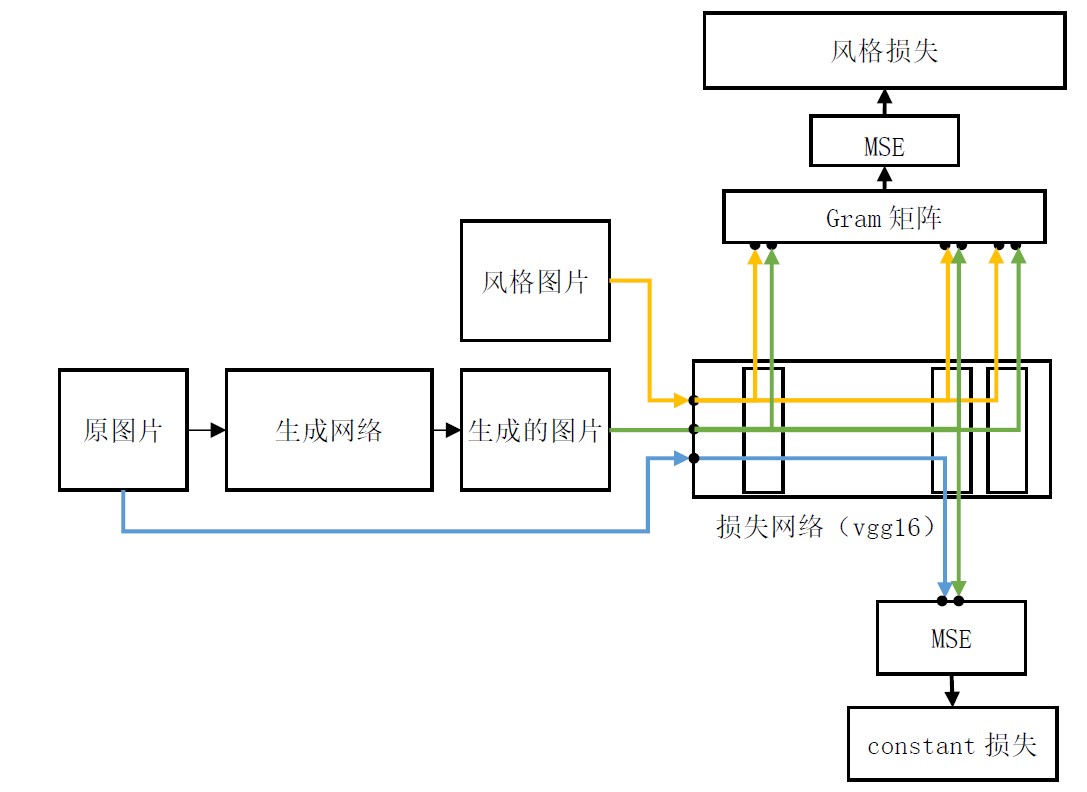 风格损失
MSE
Gram 矩阵
风格图片
原图片
生成网络
生成的图片
损失网络（vgg16）
MSE
constant 损失